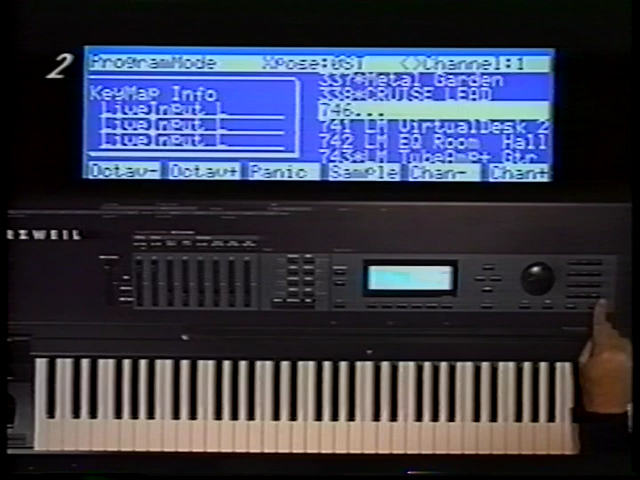 2
ProgramMode Xpose:0ST <>Channel:1
337*Metal Garden
KeyMap Info
338*CRUISE LEAD
LiveInput L
746...
LiveInput L
741 LM VirtualDesk 2
LiveInput L
742 LM EQ Room Hall
743*LM TubeAmp+ Gtr
Octav- Octav+ Panic Sample Chan- Chan+
RZWEIL